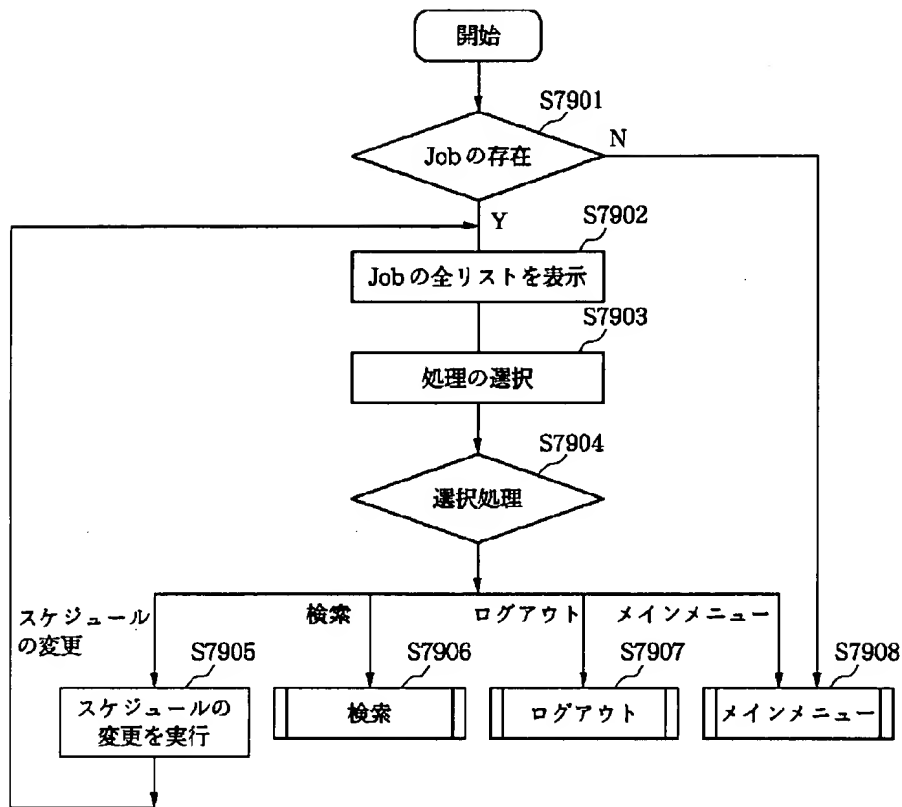 開始
S7901
Jobの存在
N
Y
S7902
Jobの全リストを表示
S7903
処理の選択
S7904
選択処理
スケジュール
の変更
検索
ログアウト
メインメニュー
S7905
S7906
S7907
S7908
スケジュールの
変更を実行
検索
ログアウト
メインメニュー